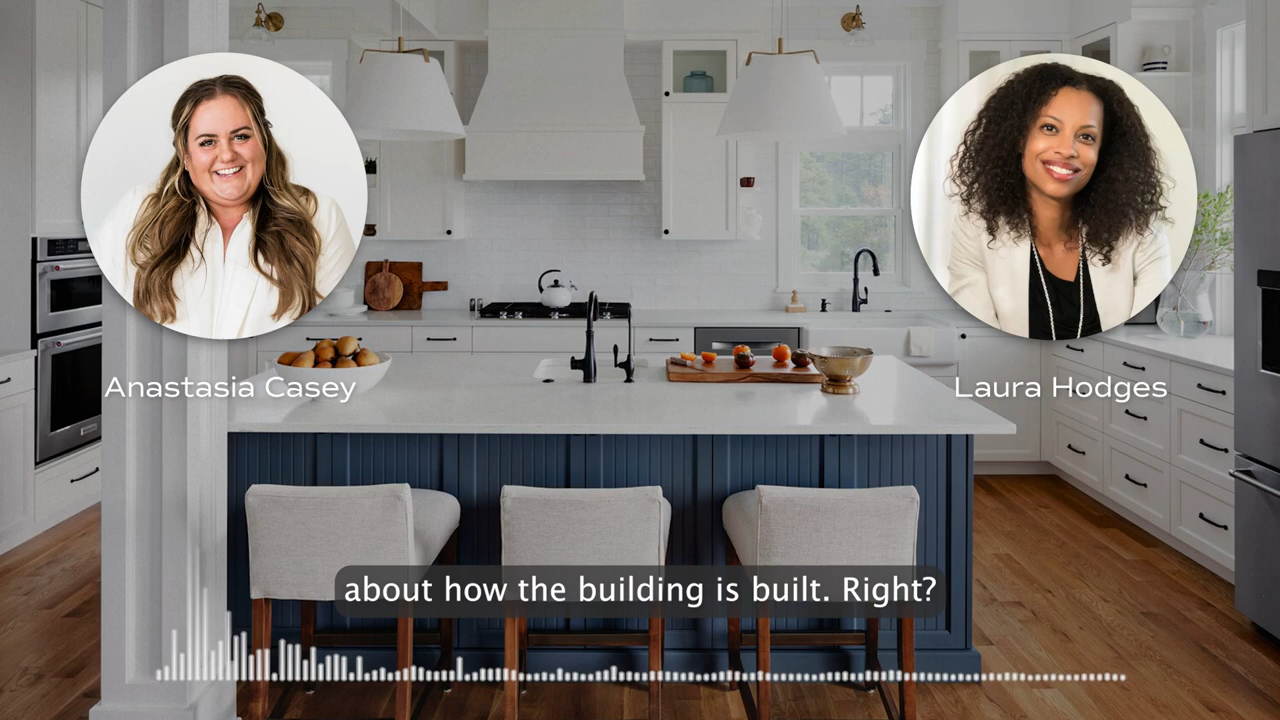 Anastasia Casey
Laura Hodges
about how the building is built. Right?